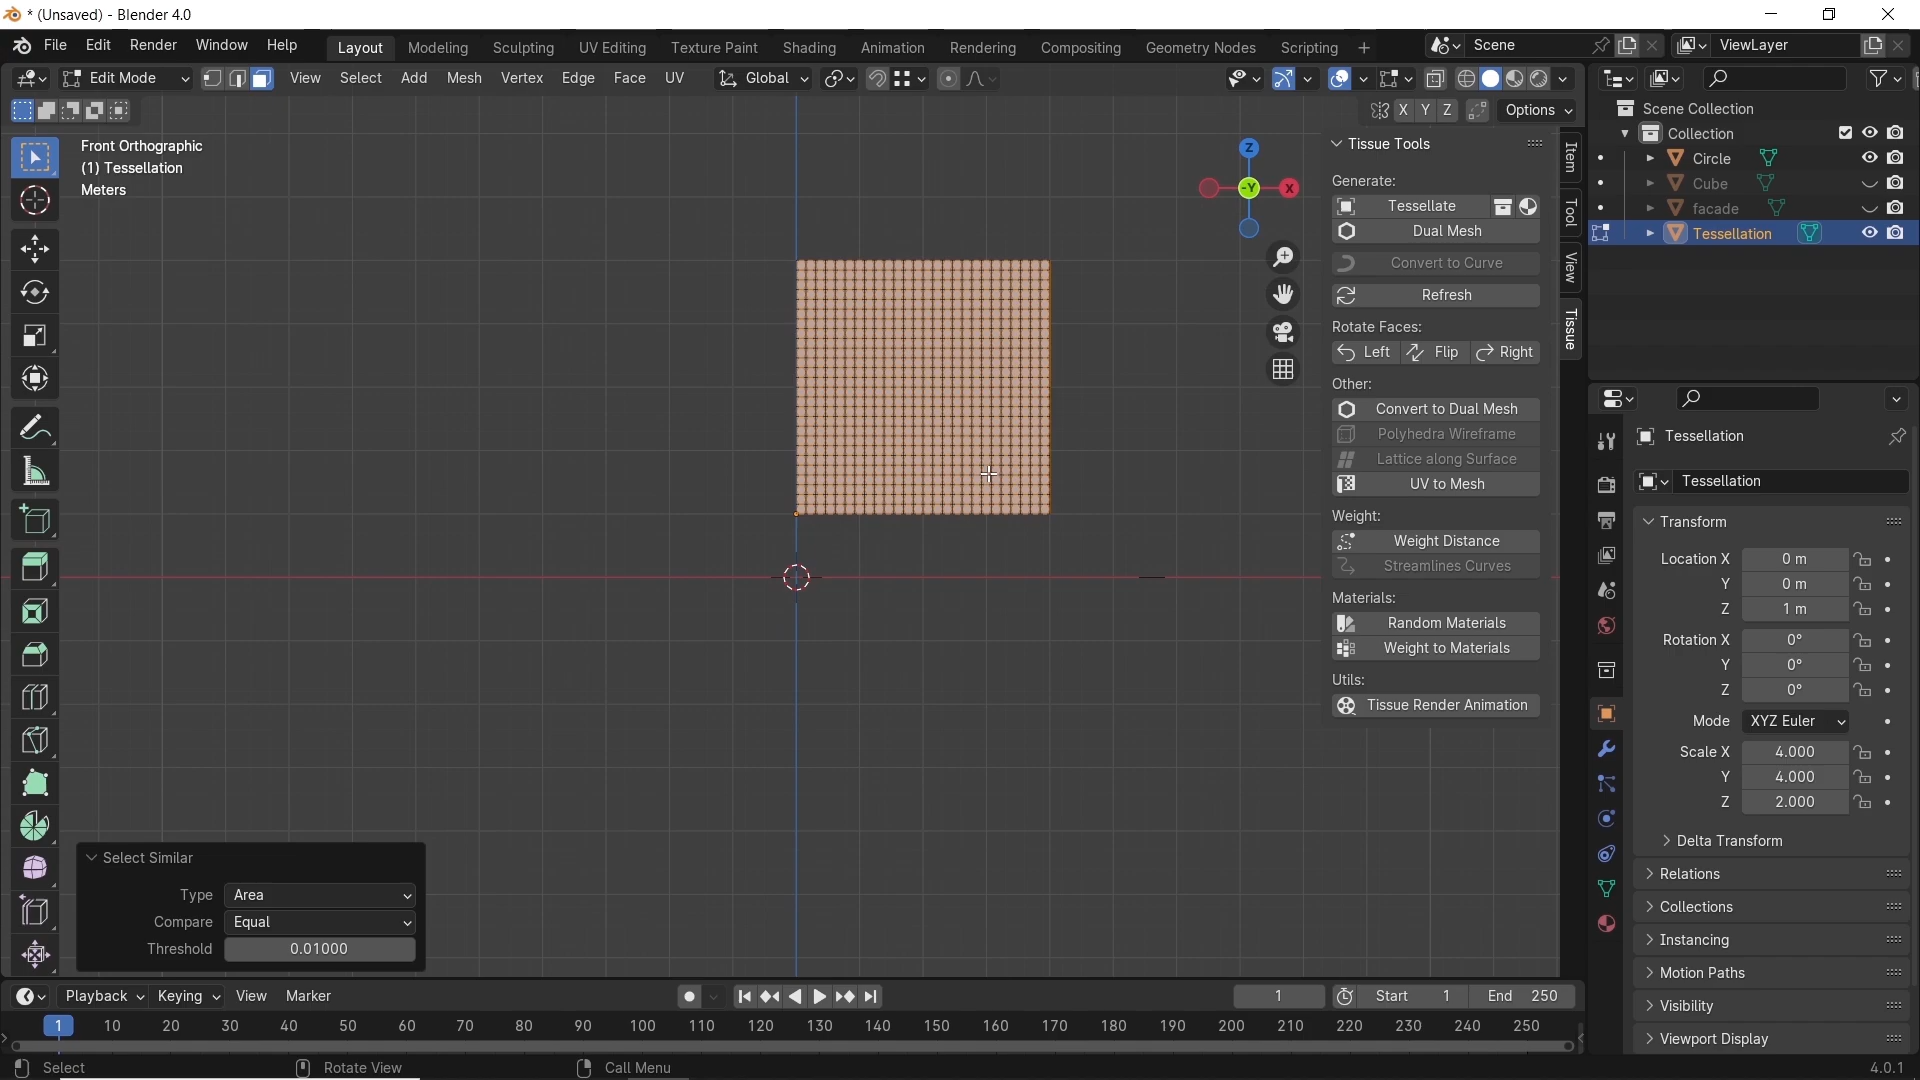 * (Unsaved) - Blender 4.0
File Edit Render Window Help Layout Modeling Sculpting UV Editing Texture Paint Shading Animation Rendering Compositing Geometry Nodes Scripting + Scene ViewLayer
Edit Mode View Select Add Mesh Vertex Edge Face UV Global
X Y Z Options
Front Orthographic
(1) Tessellation
Meters
Z
-Y
X
Tissue Tools
Generate:
Tessellate
Dual Mesh
Convert to Curve
Refresh
Rotate Faces:
Left Flip Right
Other:
Convert to Dual Mesh
Polyhedra Wireframe
Lattice along Surface
UV to Mesh
Weight:
Weight Distance
Streamlines Curves
Materials:
Random Materials
Weight to Materials
Utils:
Tissue Render Animation
Item
Tool
View
Tissue
Scene Collection
Collection
Circle
Cube
facade
Tessellation
Tessellation
Tessellation
Transform
Location X 0 m
Y 0 m
Z 1 m
Rotation X 0°
Y 0°
Z 0°
Mode XYZ Euler
Scale X 4.000
Y 4.000
Z 2.000
Delta Transform
Relations
Collections
Instancing
Motion Paths
Visibility
Viewport Display
Select Similar
Type Area
Compare Equal
Threshold 0.01000
Playback Keying View Marker 1 Start 1 End 250
1 10 20 30 40 50 60 70 80 90 100 110 120 130 140 150 160 170 180 190 200 210 220 230 240 250
Select Rotate View Call Menu 4.0.1